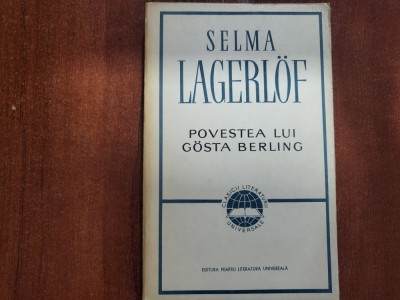 SELMA
LAGERLÖF
POVESTEA LUI
GÖSTA BERLING
CLASICII LITERATURII
UNIVERSALE
EDITURA PENTRU LITERATURA UNIVERSALĂ